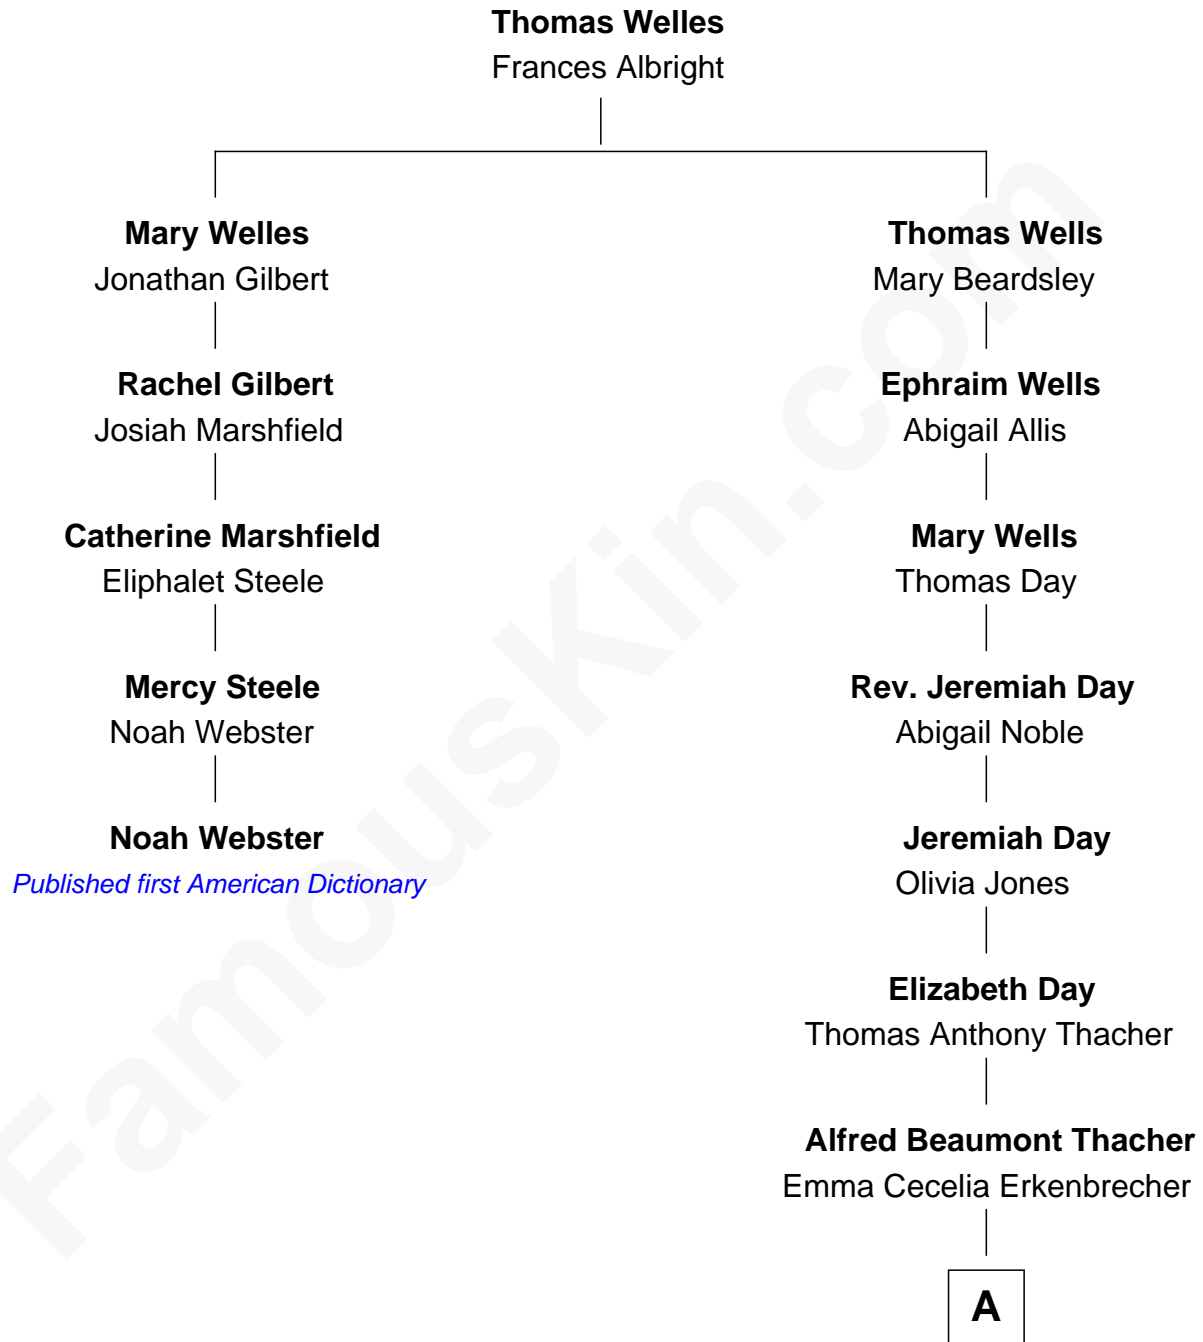 Thomas Welles
Frances Albright
Mary Welles
Jonathan Gilbert
Rachel Gilbert
Josiah Marshfield
Catherine Marshfield
Eliphalet Steele
Mercy Steele
Noah Webster
Noah Webster
Published first American Dictionary
Thomas Wells
Mary Beardsley
Ephraim Wells
Abigail Allis
Mary Wells
Thomas Day
Rev. Jeremiah Day
Abigail Noble
Jeremiah Day
Olivia Jones
Elizabeth Day
Thomas Anthony Thacher
Alfred Beaumont Thacher
Emma Cecelia Erkenbrecher
A
FamousKin.com